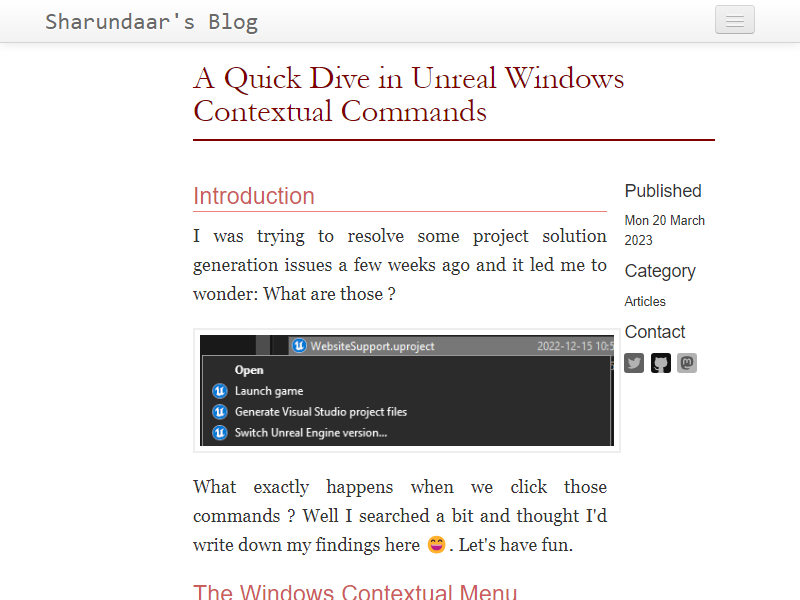 Sharundaar's Blog
A Quick Dive in Unreal Windows
Contextual Commands
Introduction
I was trying to resolve some project solution
generation issues a few weeks ago and it led me to
wonder: What are those ?
WebsiteSupport.uproject 2022-12-15 10:5
Open
Launch game
Generate Visual Studio project files
Switch Unreal Engine version...
What exactly happens when we click those
commands ? Well I searched a bit and thought I'd
write down my findings here 😄. Let's have fun.
The Windows Contextual Menu
Published
Mon 20 March
2023
Category
Articles
Contact